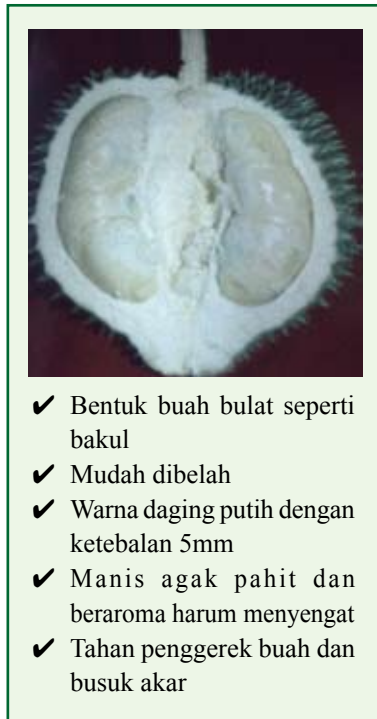 ✔ Bentuk buah bulat seperti
bakul
✔ Mudah dibelah
✔ Warna daging putih dengan
ketebalan 5mm
✔ Manis agak pahit dan
beraroma harum menyengat
✔ Tahan penggerek buah dan
busuk akar